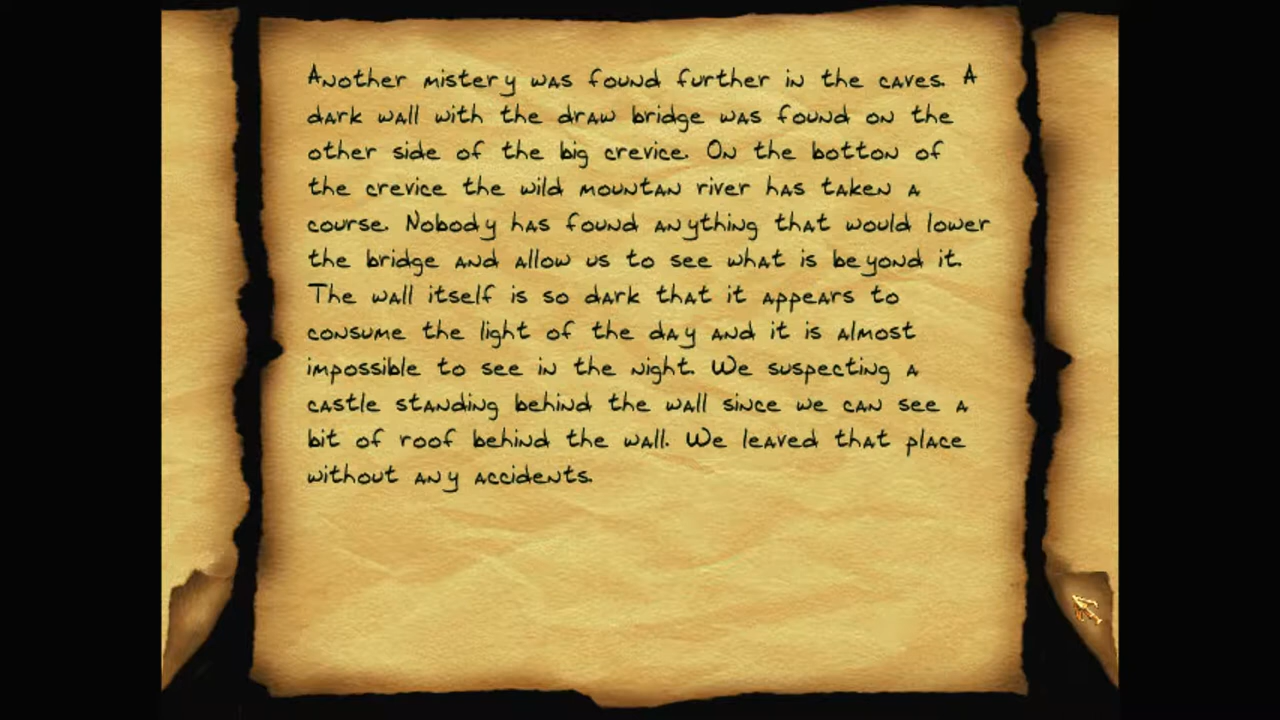 Another mistery was found further in the caves. A
dark wall with the draw bridge was found on the
other side of the big crevice. On the botton of
the crevice the wild mountan river has taken a
course. Nobody has found anything that would lower
the bridge and allow us to see what is beyond it.
The wall itself is so dark that it appears to
consume the light of the day and it is almost
impossible to see in the night. We suspecting a
castle standing behind the wall since we can see a
bit of roof behind the wall. We leaved that place
without any accidents.